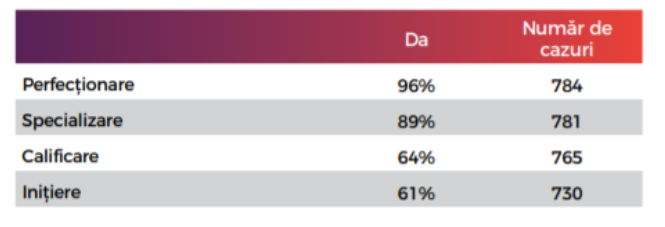 Da Număr de cazuri
Perfecționare 96% 784
Specializare 89% 781
Calificare 64% 765
Inițiere 61% 730